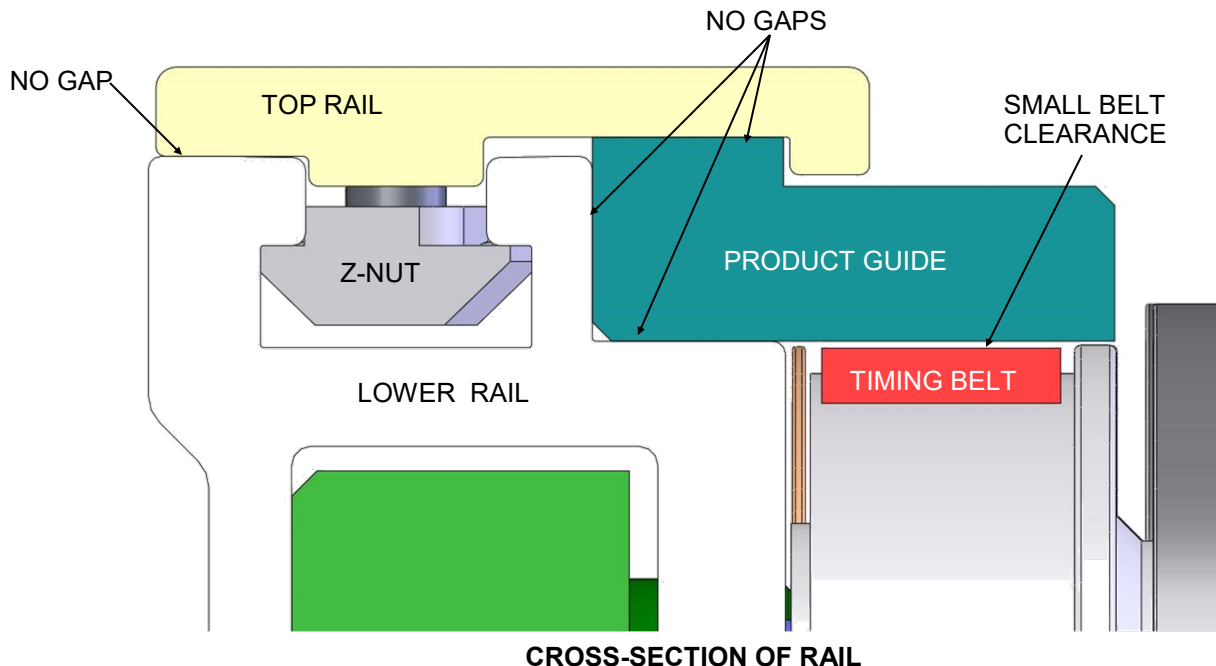 NO GAPS
NO GAP
TOP RAIL
SMALL BELT
CLEARANCE
Z-NUT
PRODUCT GUIDE
LOWER RAIL
TIMING BELT
CROSS-SECTION OF RAIL